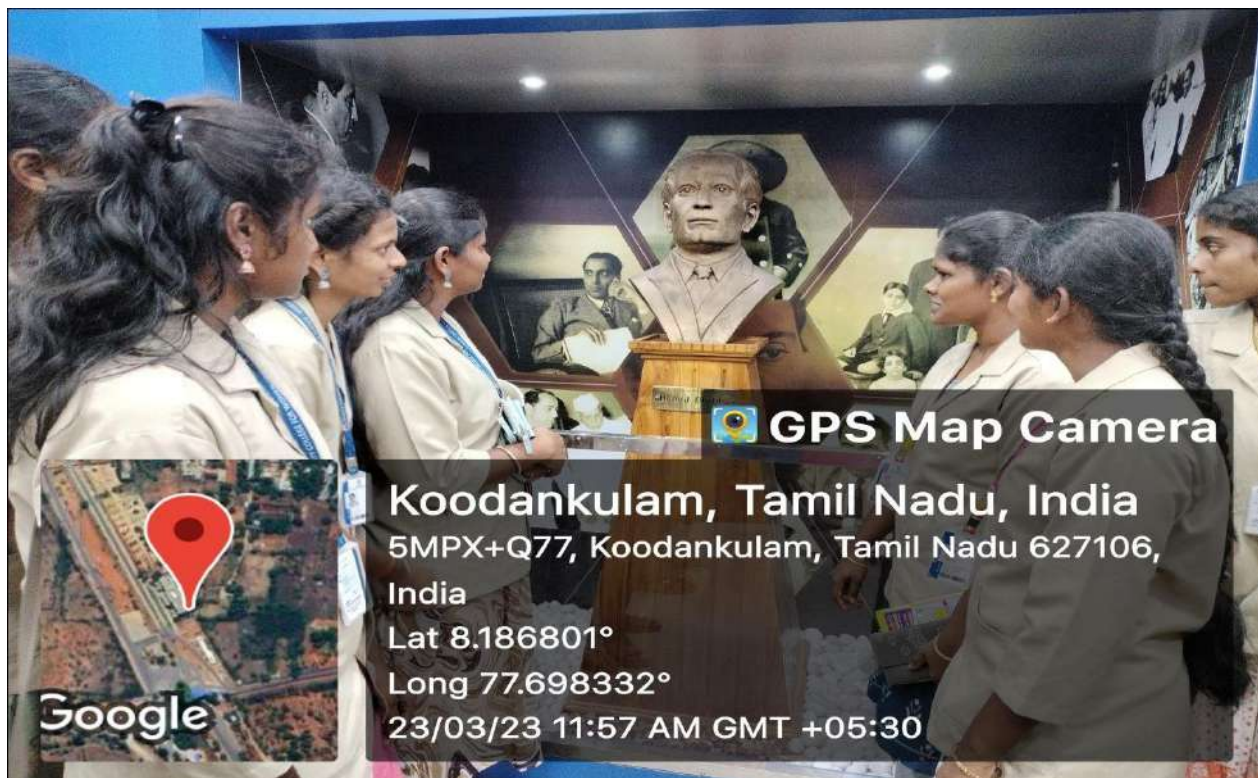 GPS Map Camera
Koodankulam, Tamil Nadu, India
5MPX+Q77, Koodankulam, Tamil Nadu 627106,
India
Lat 8.186801°
Long 77.698332°
23/03/23 11:57 AM GMT +05:30
Google